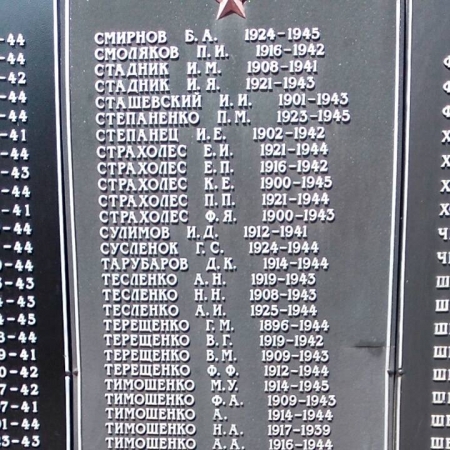 СМИРНОВ Б. А. 1924-1945
СМОЛЯКОВ П. И. 1916-1942
СТАДНИК И. М. 1908-1941
СТАДНИК И. Я. 1921-1943
СТАШЕВСКИЙ И. И. 1901-1943
СТЕПАНЕНКО П. М. 1923-1945
СТЕПАНЕЦ И. Е. 1902-1942
СТРАХОЛЕС Е. И. 1921-1944
СТРАХОЛЕС Е. П. 1916-1942
СТРАХОЛЕС К. Е. 1900-1945
СТРАХОЛЕС П. П. 1921-1944
СТРАХОЛЕС Ф. Я. 1900-1943
СУЛИМОВ И. Д. 1912-1941
СУСЛЕНОК Г. С. 1924-1944
ТАРУБАРОВ Д. К. 1914-1944
ТЕСЛЕНКО А. Н. 1919-1943
ТЕСЛЕНКО Н. Н. 1908-1943
ТЕСЛЕНКО А. И. 1925-1944
ТЕРЕЩЕНКО Г. М. 1896-1944
ТЕРЕЩЕНКО В. Г. 1919-1942
ТЕРЕЩЕНКО В. М. 1909-1943
ТЕРЕЩЕНКО Ф. Ф. 1912-1944
ТИМОШЕНКО М. У. 1914-1945
ТИМОШЕНКО Ф. А. 1909-1943
ТИМОШЕНКО А. 1914-1944
ТИМОШЕНКО Н. А. 1917-1939
ТИМОШЕНКО А. А. 1916-1944